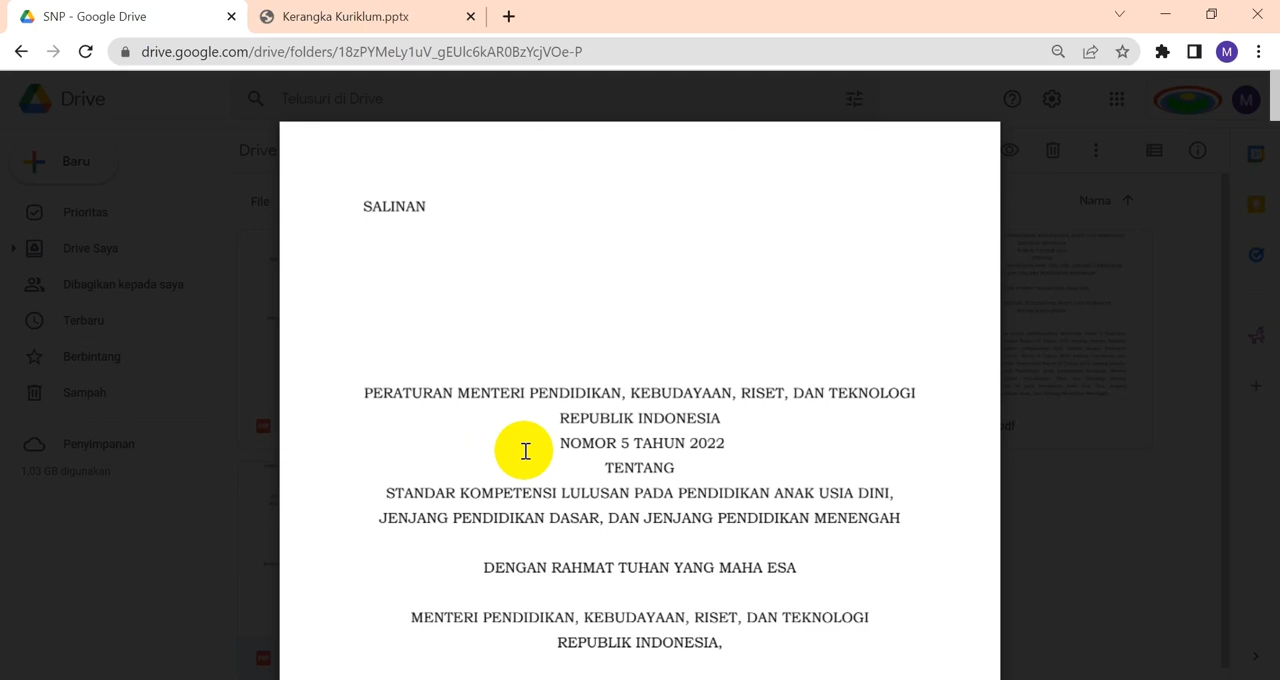 SNP - Google Drive
Kerangka Kuriklum.pptx
drive.google.com/drive/folders/18zPYMeLy1uV_gEUIc6kAR0BzYcjVOe-P
M
Drive
Telusuri di Drive
M
Baru
Drive
File
Nama
Prioritas
Drive Saya
Dibagikan kepada saya
Terbaru
Berbintang
Sampah
Penyimpanan
1,03 GB digunakan
SALINAN
PERATURAN MENTERI PENDIDIKAN, KEBUDAYAAN, RISET, DAN TEKNOLOGI
REPUBLIK INDONESIA
NOMOR 5 TAHUN 2022
TENTANG
STANDAR KOMPETENSI LULUSAN PADA PENDIDIKAN ANAK USIA DINI,
JENJANG PENDIDIKAN DASAR, DAN JENJANG PENDIDIKAN MENENGAH
DENGAN RAHMAT TUHAN YANG MAHA ESA
MENTERI PENDIDIKAN, KEBUDAYAAN, RISET, DAN TEKNOLOGI
REPUBLIK INDONESIA,